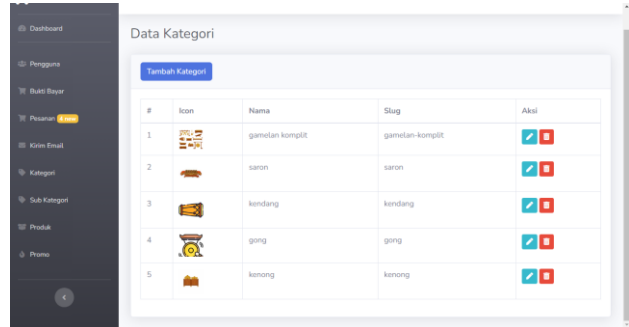 Dashboard
Pengguna
Bukti Bayar
Pesanan
Kirim Email
Kategori
Sub Kategori
Produk
Promo
Data Kategori
Tambah Kategori
# Icon Nama Slug Aksi
1 gamelan komplit gamelan-komplit
2 saron saron
3 kendang kendang
4 gong gong
5 kenong kenong